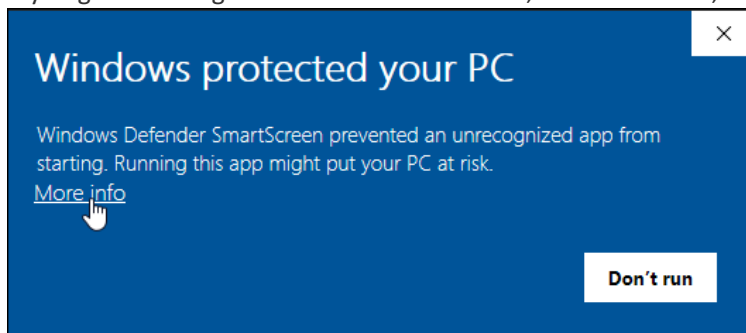 Windows protected your PC
Windows Defender SmartScreen prevented an unrecognized app from
starting. Running this app might put your PC at risk.
More info
Don't run